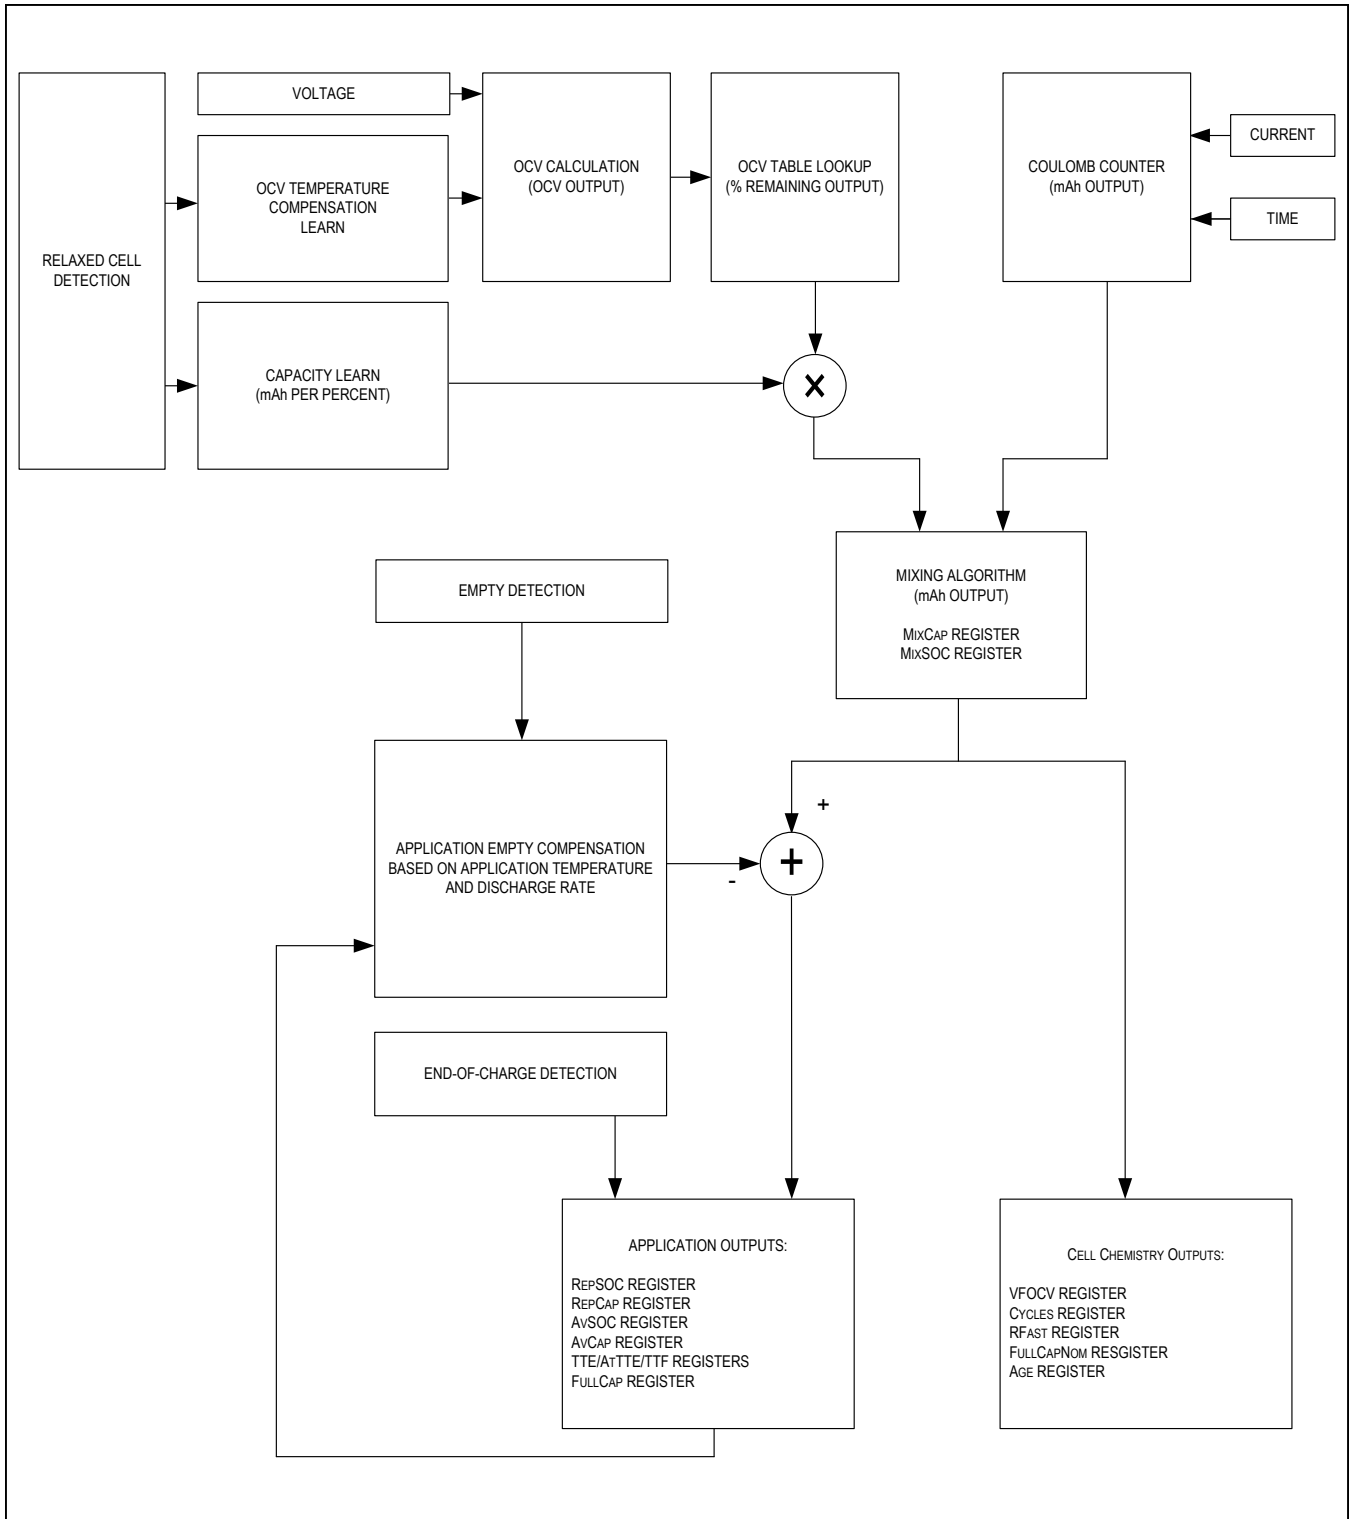 VOLTAGE
OCV TEMPERATURE
COMPENSATION
LEARN
OCV CALCULATION
(OCV OUTPUT)
OCV TABLE LOOKUP
(% REMAINING OUTPUT)
COULOMB COUNTER
(mAh OUTPUT)
CURRENT
TIME
RELAXED CELL
DETECTION
CAPACITY LEARN
(mAh PER PERCENT)
×
MIXING ALGORITHM
(mAh OUTPUT)
MIXCAP REGISTER
MIXSOC REGISTER
EMPTY DETECTION
APPLICATION EMPTY COMPENSATION
BASED ON APPLICATION TEMPERATURE
AND DISCHARGE RATE
+
-
+
END-OF-CHARGE DETECTION
APPLICATION OUTPUTS:
REPSOC REGISTER
REPCAP REGISTER
AVSOC REGISTER
AVCAP REGISTER
TTE/ATTTE/TTF REGISTERS
FULLCAP REGISTER
CELL CHEMISTRY OUTPUTS:
VFOCV REGISTER
CYCLES REGISTER
RFAST REGISTER
FULLCAPNOM RESGISTER
AGE REGISTER